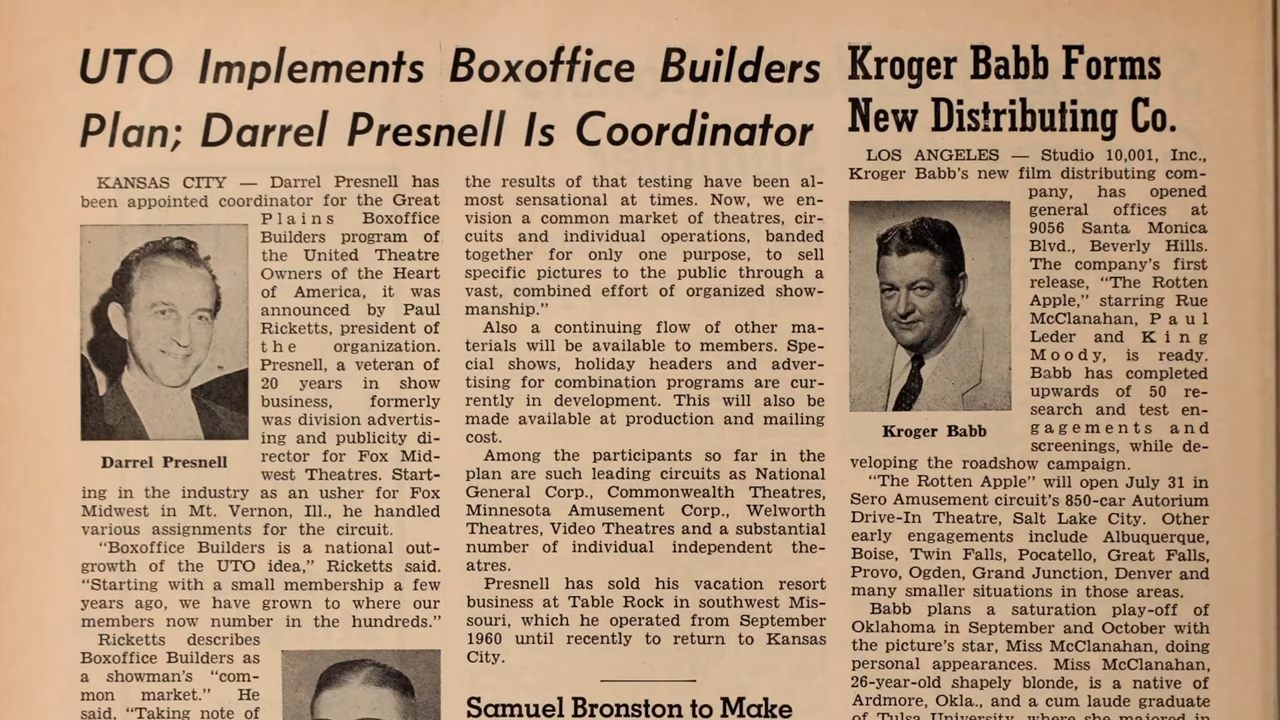 UTO Implements Boxoffice Builders
Plan; Darrel Presnell Is Coordinator
KANSAS CITY — Darrel Presnell has
been appointed coordinator for the Great
Plains Boxoffice
Builders program of
the United Theatre
Owners of the Heart
of America, it was
announced by Paul
Ricketts, president of
the organization.
Presnell, a veteran of
20 years in show
business, formerly
was division advertis-
ing and publicity di-
rector for Fox Mid-
west Theatres. Start-
Darrel Presnell
ing in the industry as an usher for Fox
Midwest in Mt. Vernon, Ill., he handled
various assignments for the circuit.
“Boxoffice Builders is a national out-
growth of the UTO idea,” Ricketts said.
“Starting with a small membership a few
years ago, we have grown to where our
members now number in the hundreds.”
Ricketts describes
Boxoffice Builders as
a showman’s “com-
mon market.” He
said, “Taking note of
the results of that testing have been al-
most sensational at times. Now, we en-
vision a common market of theatres, cir-
cuits and individual operations, banded
together for only one purpose, to sell
specific pictures to the public through a
vast, combined effort of organized show-
manship.”
Also a continuing flow of other ma-
terials will be available to members. Spe-
cial shows, holiday headers and adver-
tising for combination programs are cur-
rently in development. This will also be
made available at production and mailing
cost.
Among the participants so far in the
plan are such leading circuits as National
General Corp., Commonwealth Theatres,
Minnesota Amusement Corp., Welworth
Theatres, Video Theatres and a substantial
number of individual independent the-
atres.
Presnell has sold his vacation resort
business at Table Rock in southwest Mis-
souri, which he operated from September
1960 until recently to return to Kansas
City.
Samuel Bronston to Make
Kroger Babb Forms
New Distributing Co.
LOS ANGELES — Studio 10,001, Inc.,
Kroger Babb’s new film distributing com-
pany, has opened
general offices at
9056 Santa Monica
Blvd., Beverly Hills.
The company’s first
release, “The Rotten
Apple,” starring Rue
McClanahan, Paul
Leder and King
Moody, is ready.
Babb has completed
upwards of 50 re-
search and test en-
gagements and
screenings, while de-
Kroger Babb
veloping the roadshow campaign.
“The Rotten Apple” will open July 31 in
Sero Amusement circuit’s 850-car Autorium
Drive-In Theatre, Salt Lake City. Other
early engagements include Albuquerque,
Boise, Twin Falls, Pocatello, Great Falls,
Provo, Ogden, Grand Junction, Denver and
many smaller situations in those areas.
Babb plans a saturation play-off of
Oklahoma in September and October with
the picture’s star, Miss McClanahan, doing
personal appearances. Miss McClanahan,
26-year-old shapely blonde, is a native of
Ardmore, Okla., and a cum laude graduate
of Tulsa University, where she majored in